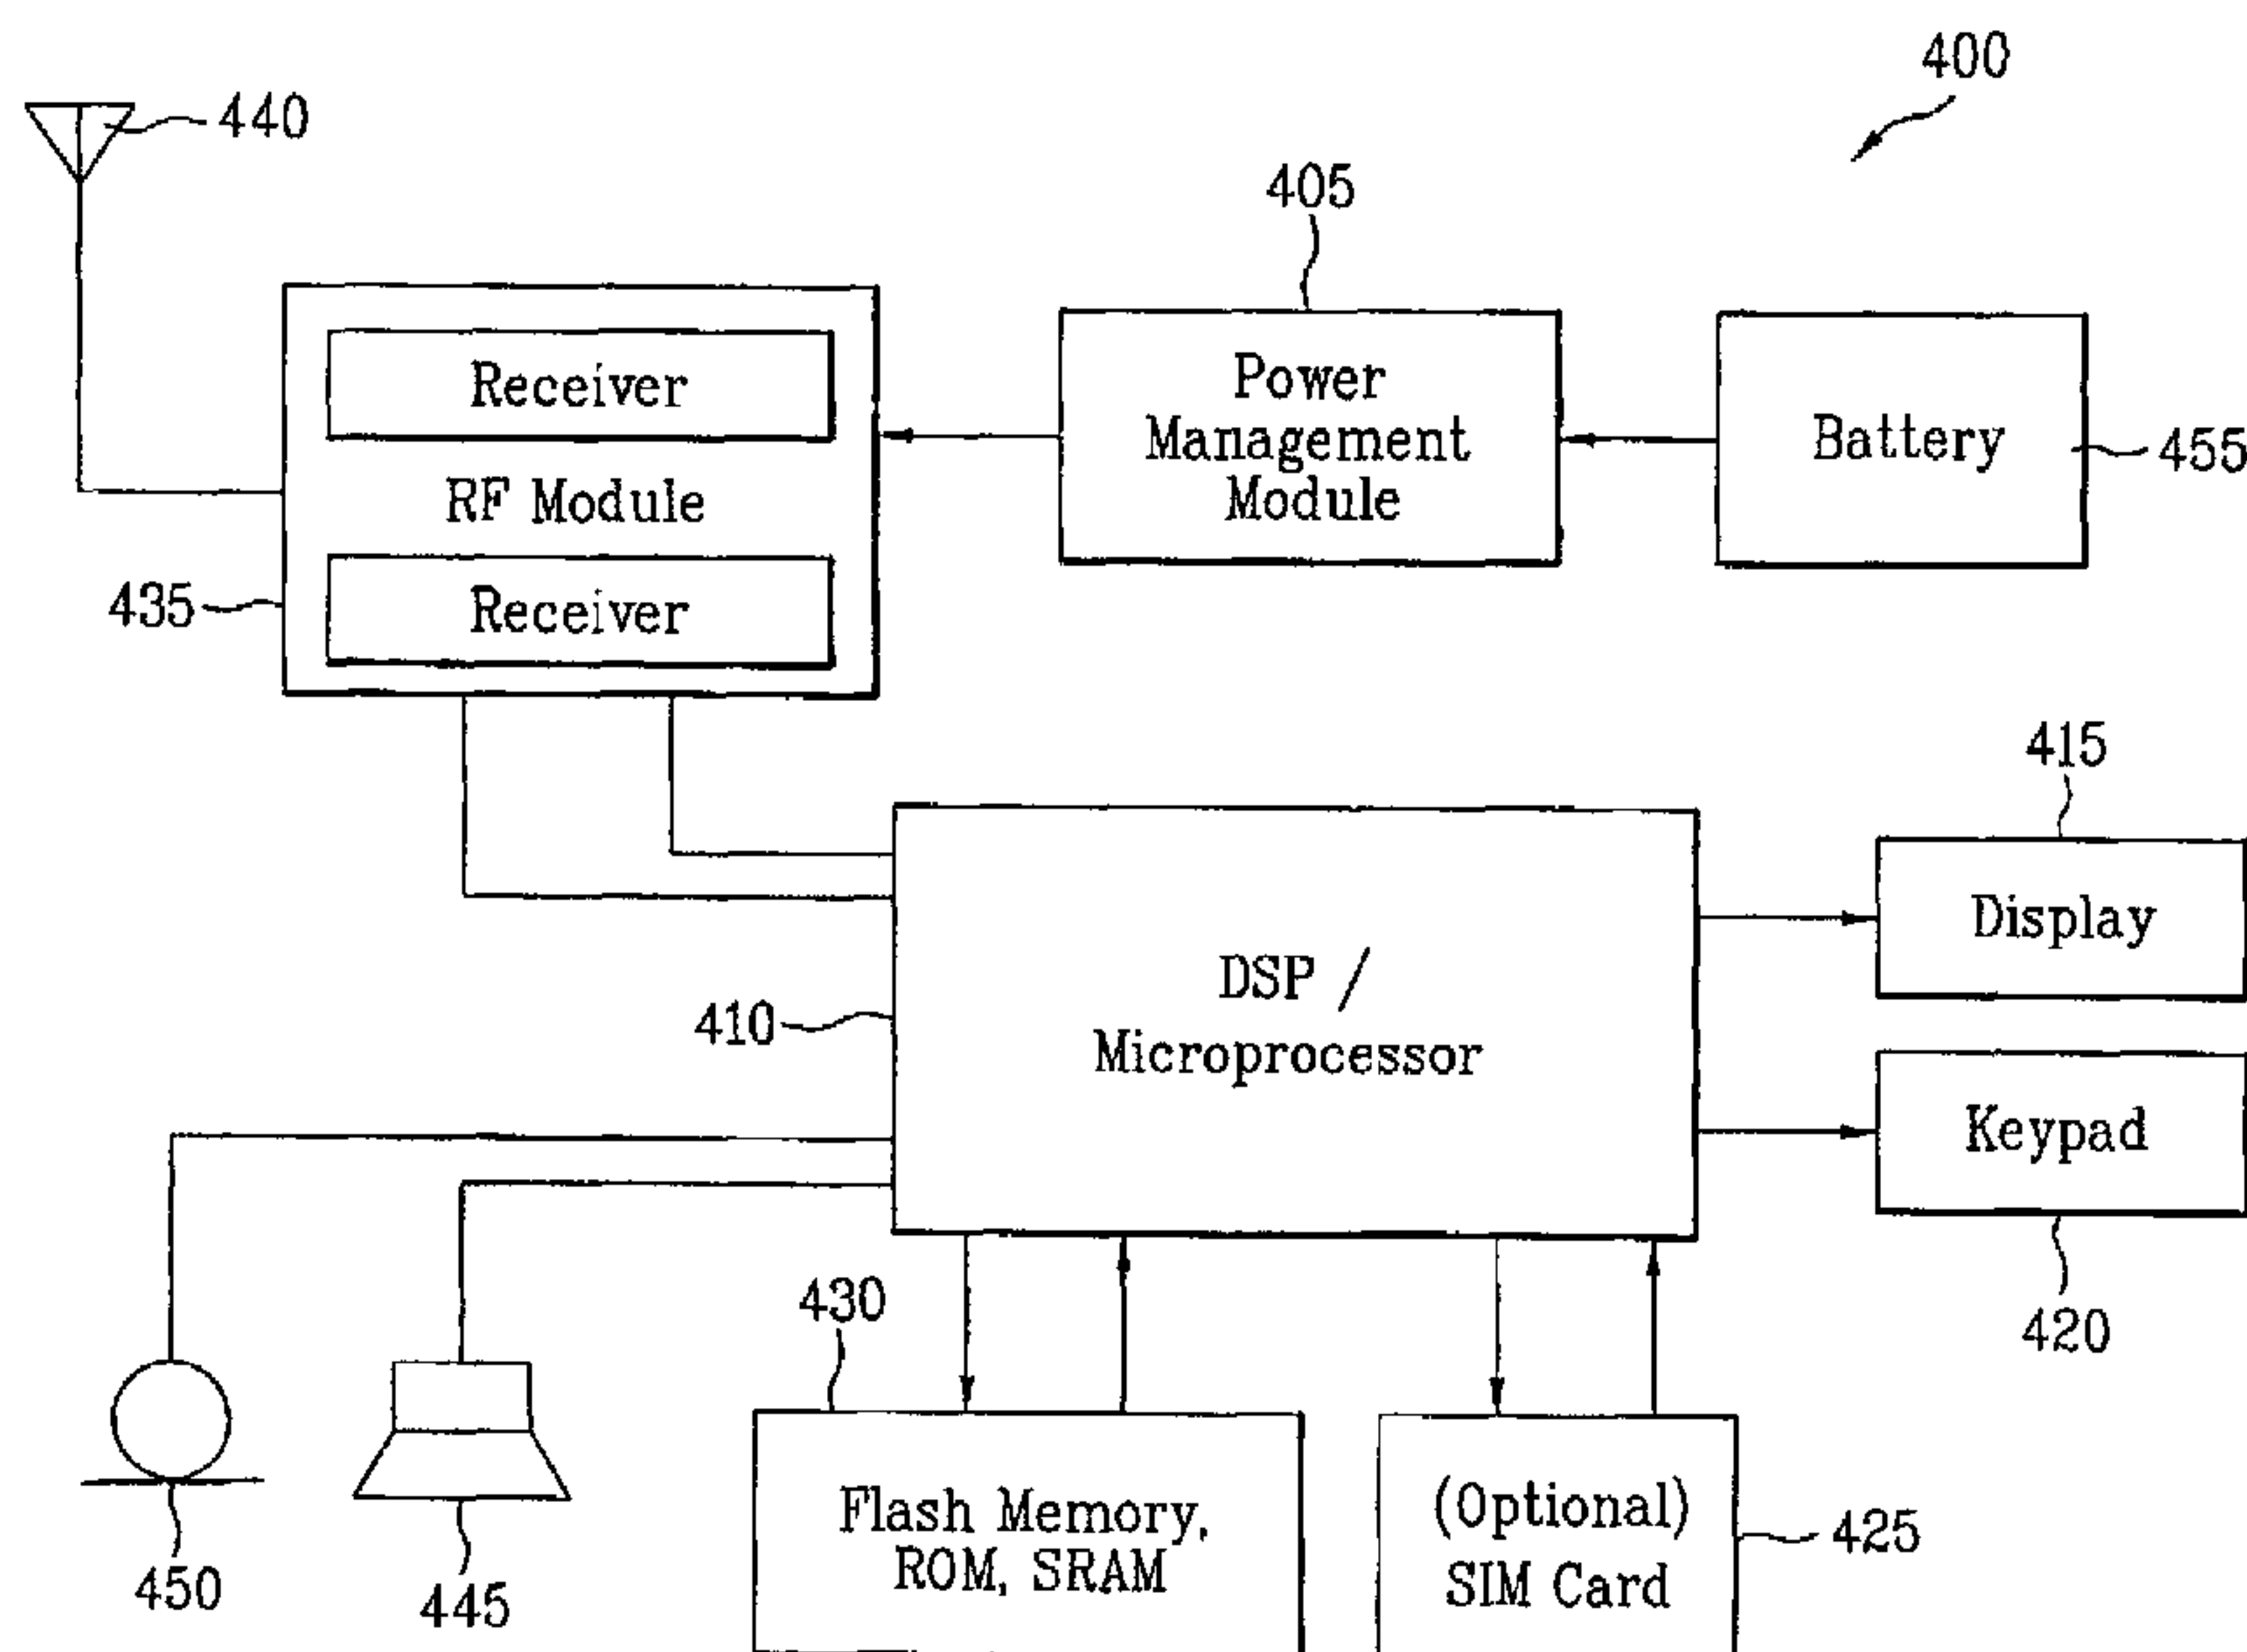 400
440
405
Receiver
RF Module
Receiver
435
Power
Management
Module
Battery
455
415
Display
DSP /
Microprocessor
410
Keypad
420
430
Flash Memory,
ROM, SRAM
(Optional)
SIM Card
425
450
445